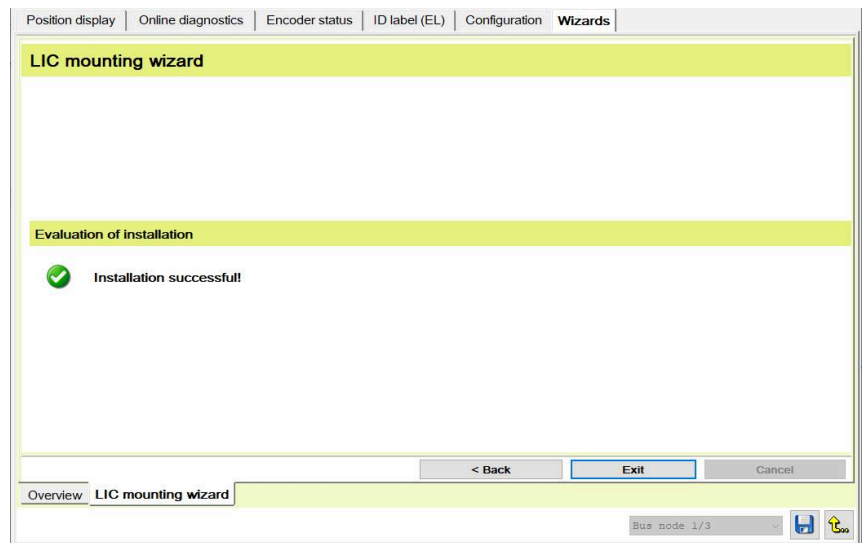 Position display Online diagnostics Encoder status ID label (EL) Configuration Wizards
LIC mounting wizard
Evaluation of installation
Installation successful!
< Back Exit Cancel
Overview LIC mounting wizard
Bus node 1/3